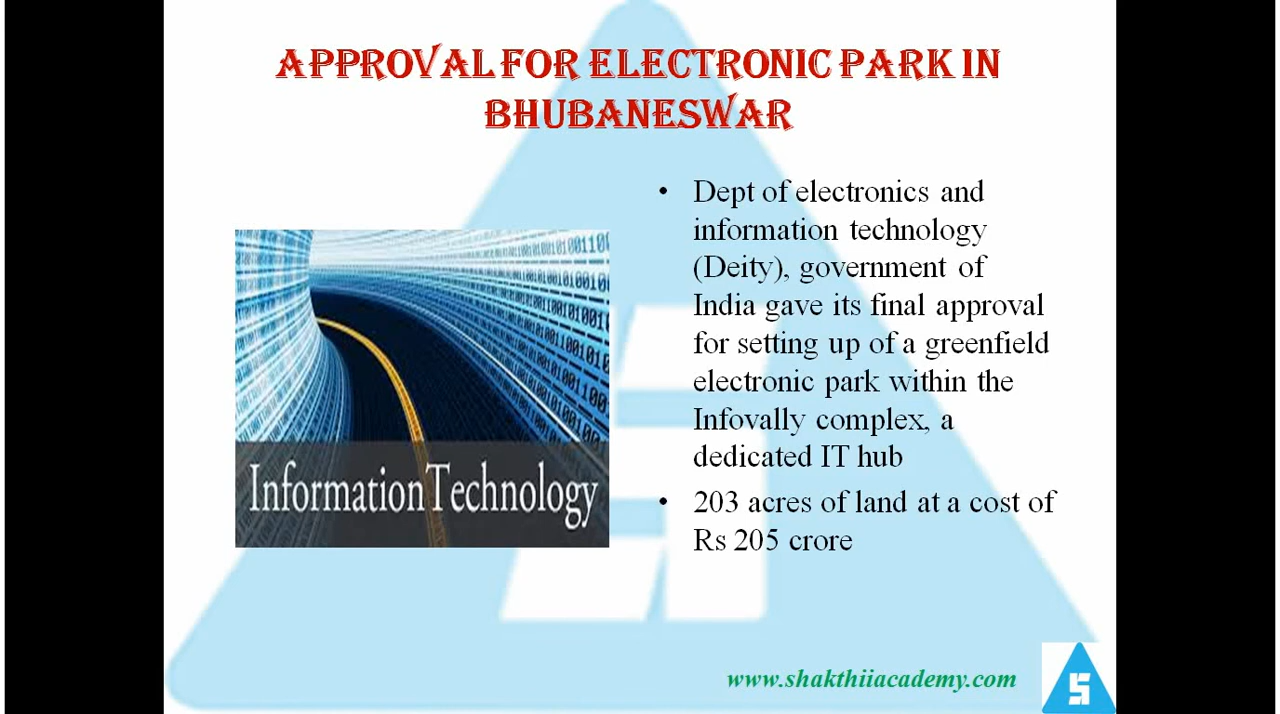 APPROVAL FOR ELECTRONIC PARK IN
BHUBANESWAR
• Dept of electronics and
information technology
(Deity), government of
India gave its final approval
for setting up of a greenfield
electronic park within the
Infovally complex, a
dedicated IT hub
• 203 acres of land at a cost of
Rs 205 crore
Information Technology
www.shakthiiacademy.com
S